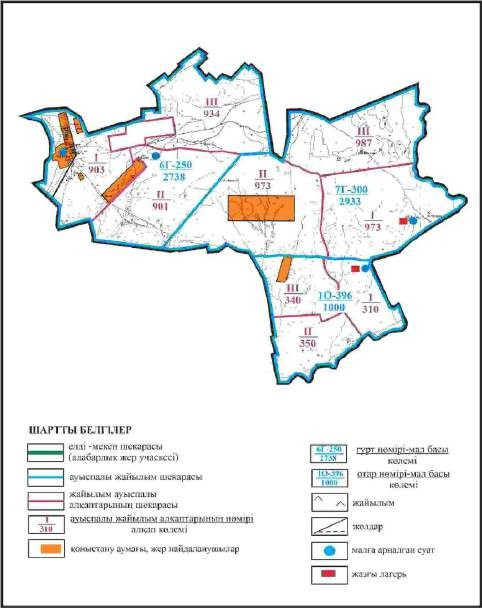 III
934
III
987
I
903
6Г-250
2738
II
901
II
973
7Г-300
2933
I
973
III
340
1О-396
1000
I
310
II
350
ШАРТТЫ БЕЛГІЛЕР
елді -мекен шекарасы
(алабарлық жер учаскесі)
ауыспалы жайылым шекарасы
жайылым ауыспалы
алқаптарының шекарасы
I
310
ауыспалы жайылым алқаптарының нөмірі
алқап көлемі
қоныстану аумағы, жер пайдаланушылар
6Г-250
2738
гурт нөмірі-мал басы
көлемі
1О-396
1000
отар нөмірі-мал басы
көлемі
жайылым
жолдар
малға арналған суат
жазғы лагерь